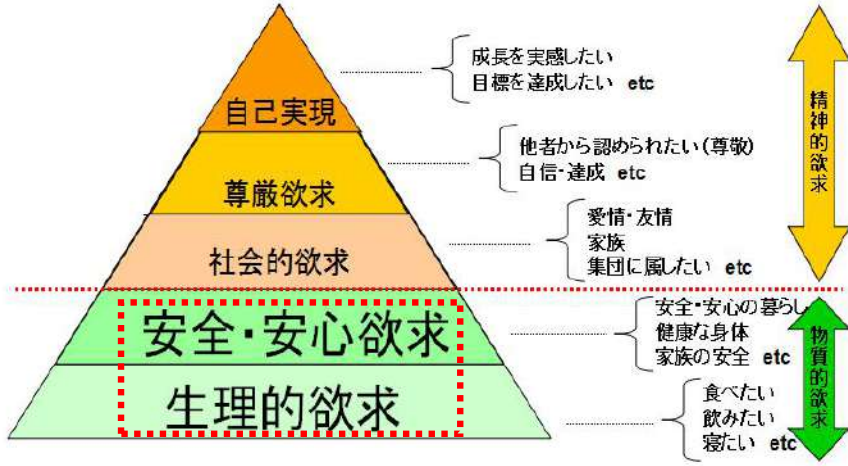 成長を実感したい
目標を達成したい etc
自己実現
他者から認められたい(尊敬)
自信・達成 etc
尊厳欲求
愛情・友情
家族
集団に属したい etc
社会的欲求
精神的欲求
安全・安心の暮らし
健康な身体
家族の安全 etc
安全・安心欲求
食べたい
飲みたい
寝たい etc
生理的欲求
物質的欲求